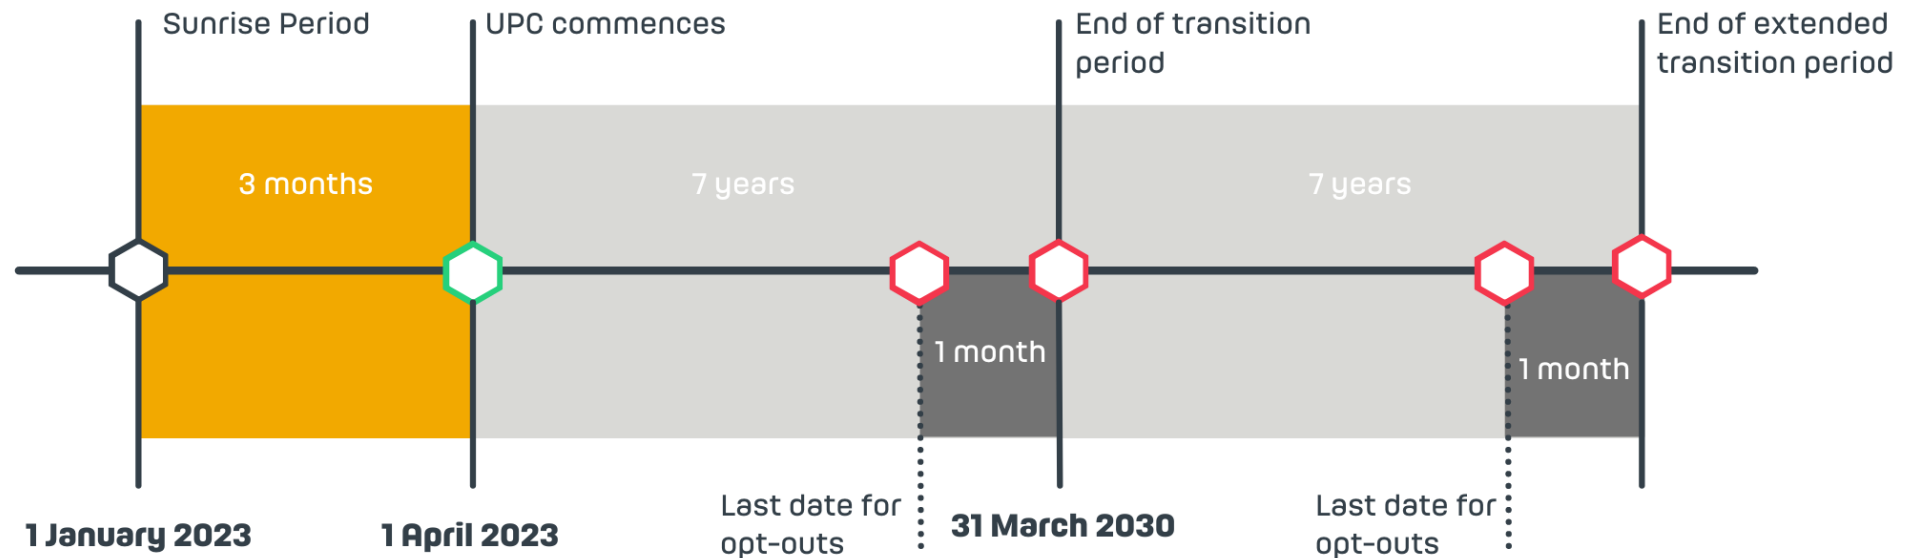 Sunrise Period
UPC commences
End of transition
period
End of extended
transition period
3 months
7 years
7 years
1 month
1 month
1 January 2023
1 April 2023
Last date for
opt-outs
31 March 2030
Last date for
opt-outs